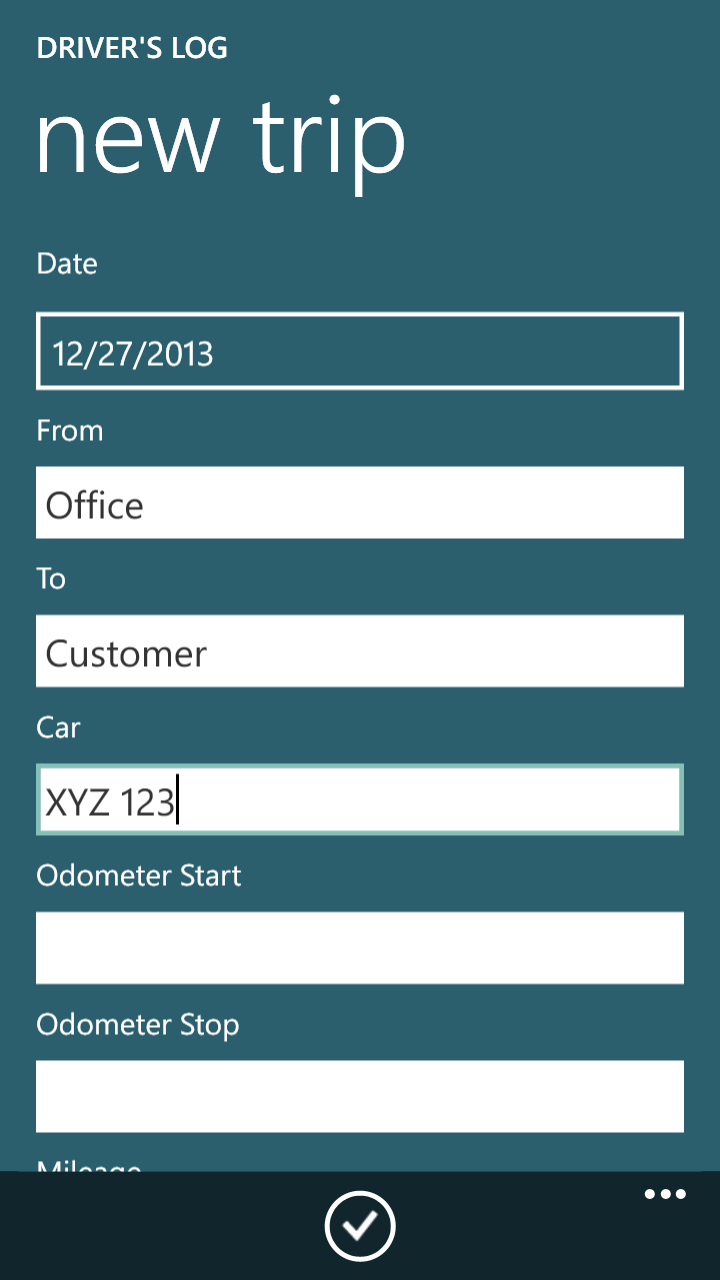 DRIVER'S LOG
new trip
Date
12/27/2013
From
Office
To
Customer
Car
XYZ 123
Odometer Start
Odometer Stop
Mileage